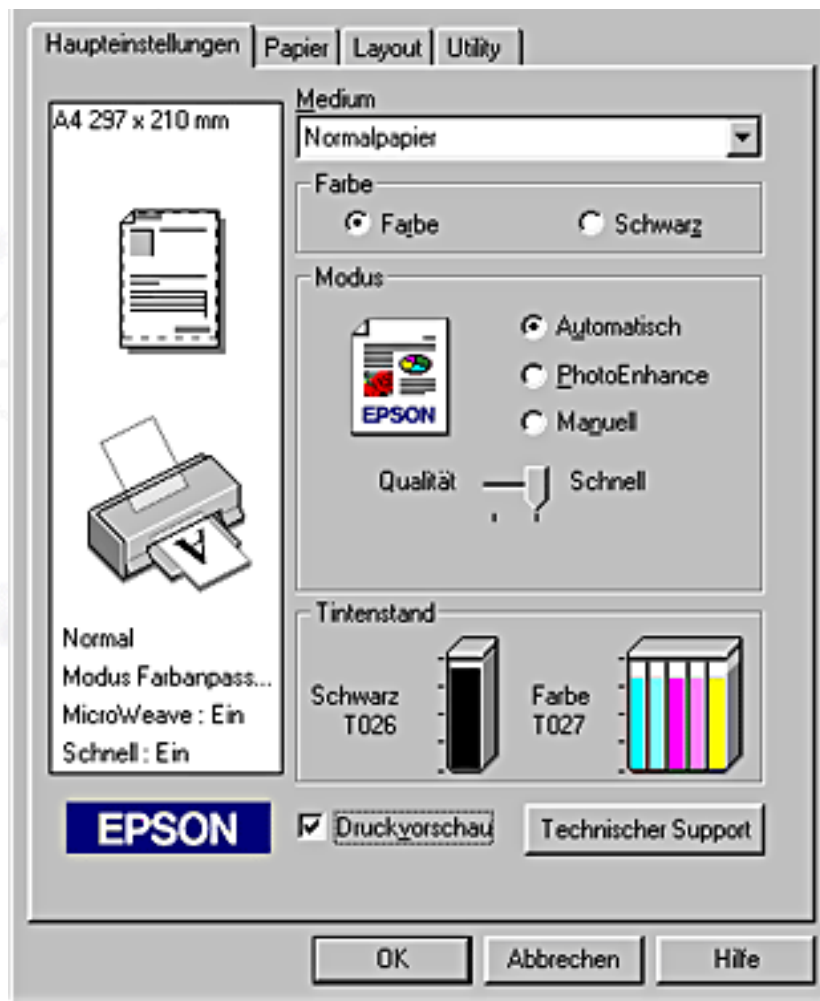 Haupteinstellungen
Papier
Layout
Utility
A4 297 x 210 mm
Normal
Modus Farbanpass...
MicroWeave : Ein
Schnell : Ein
EPSON
Medium
Normalpapier
Farbe
Farbe
Schwarz
Modus
EPSON
Automatisch
PhotoEnhance
Manuell
Qualität
Schnell
Tintenstand
Schwarz
T026
Farbe
T027
Druckvorschau
Technischer Support
OK
Abbrechen
Hilfe